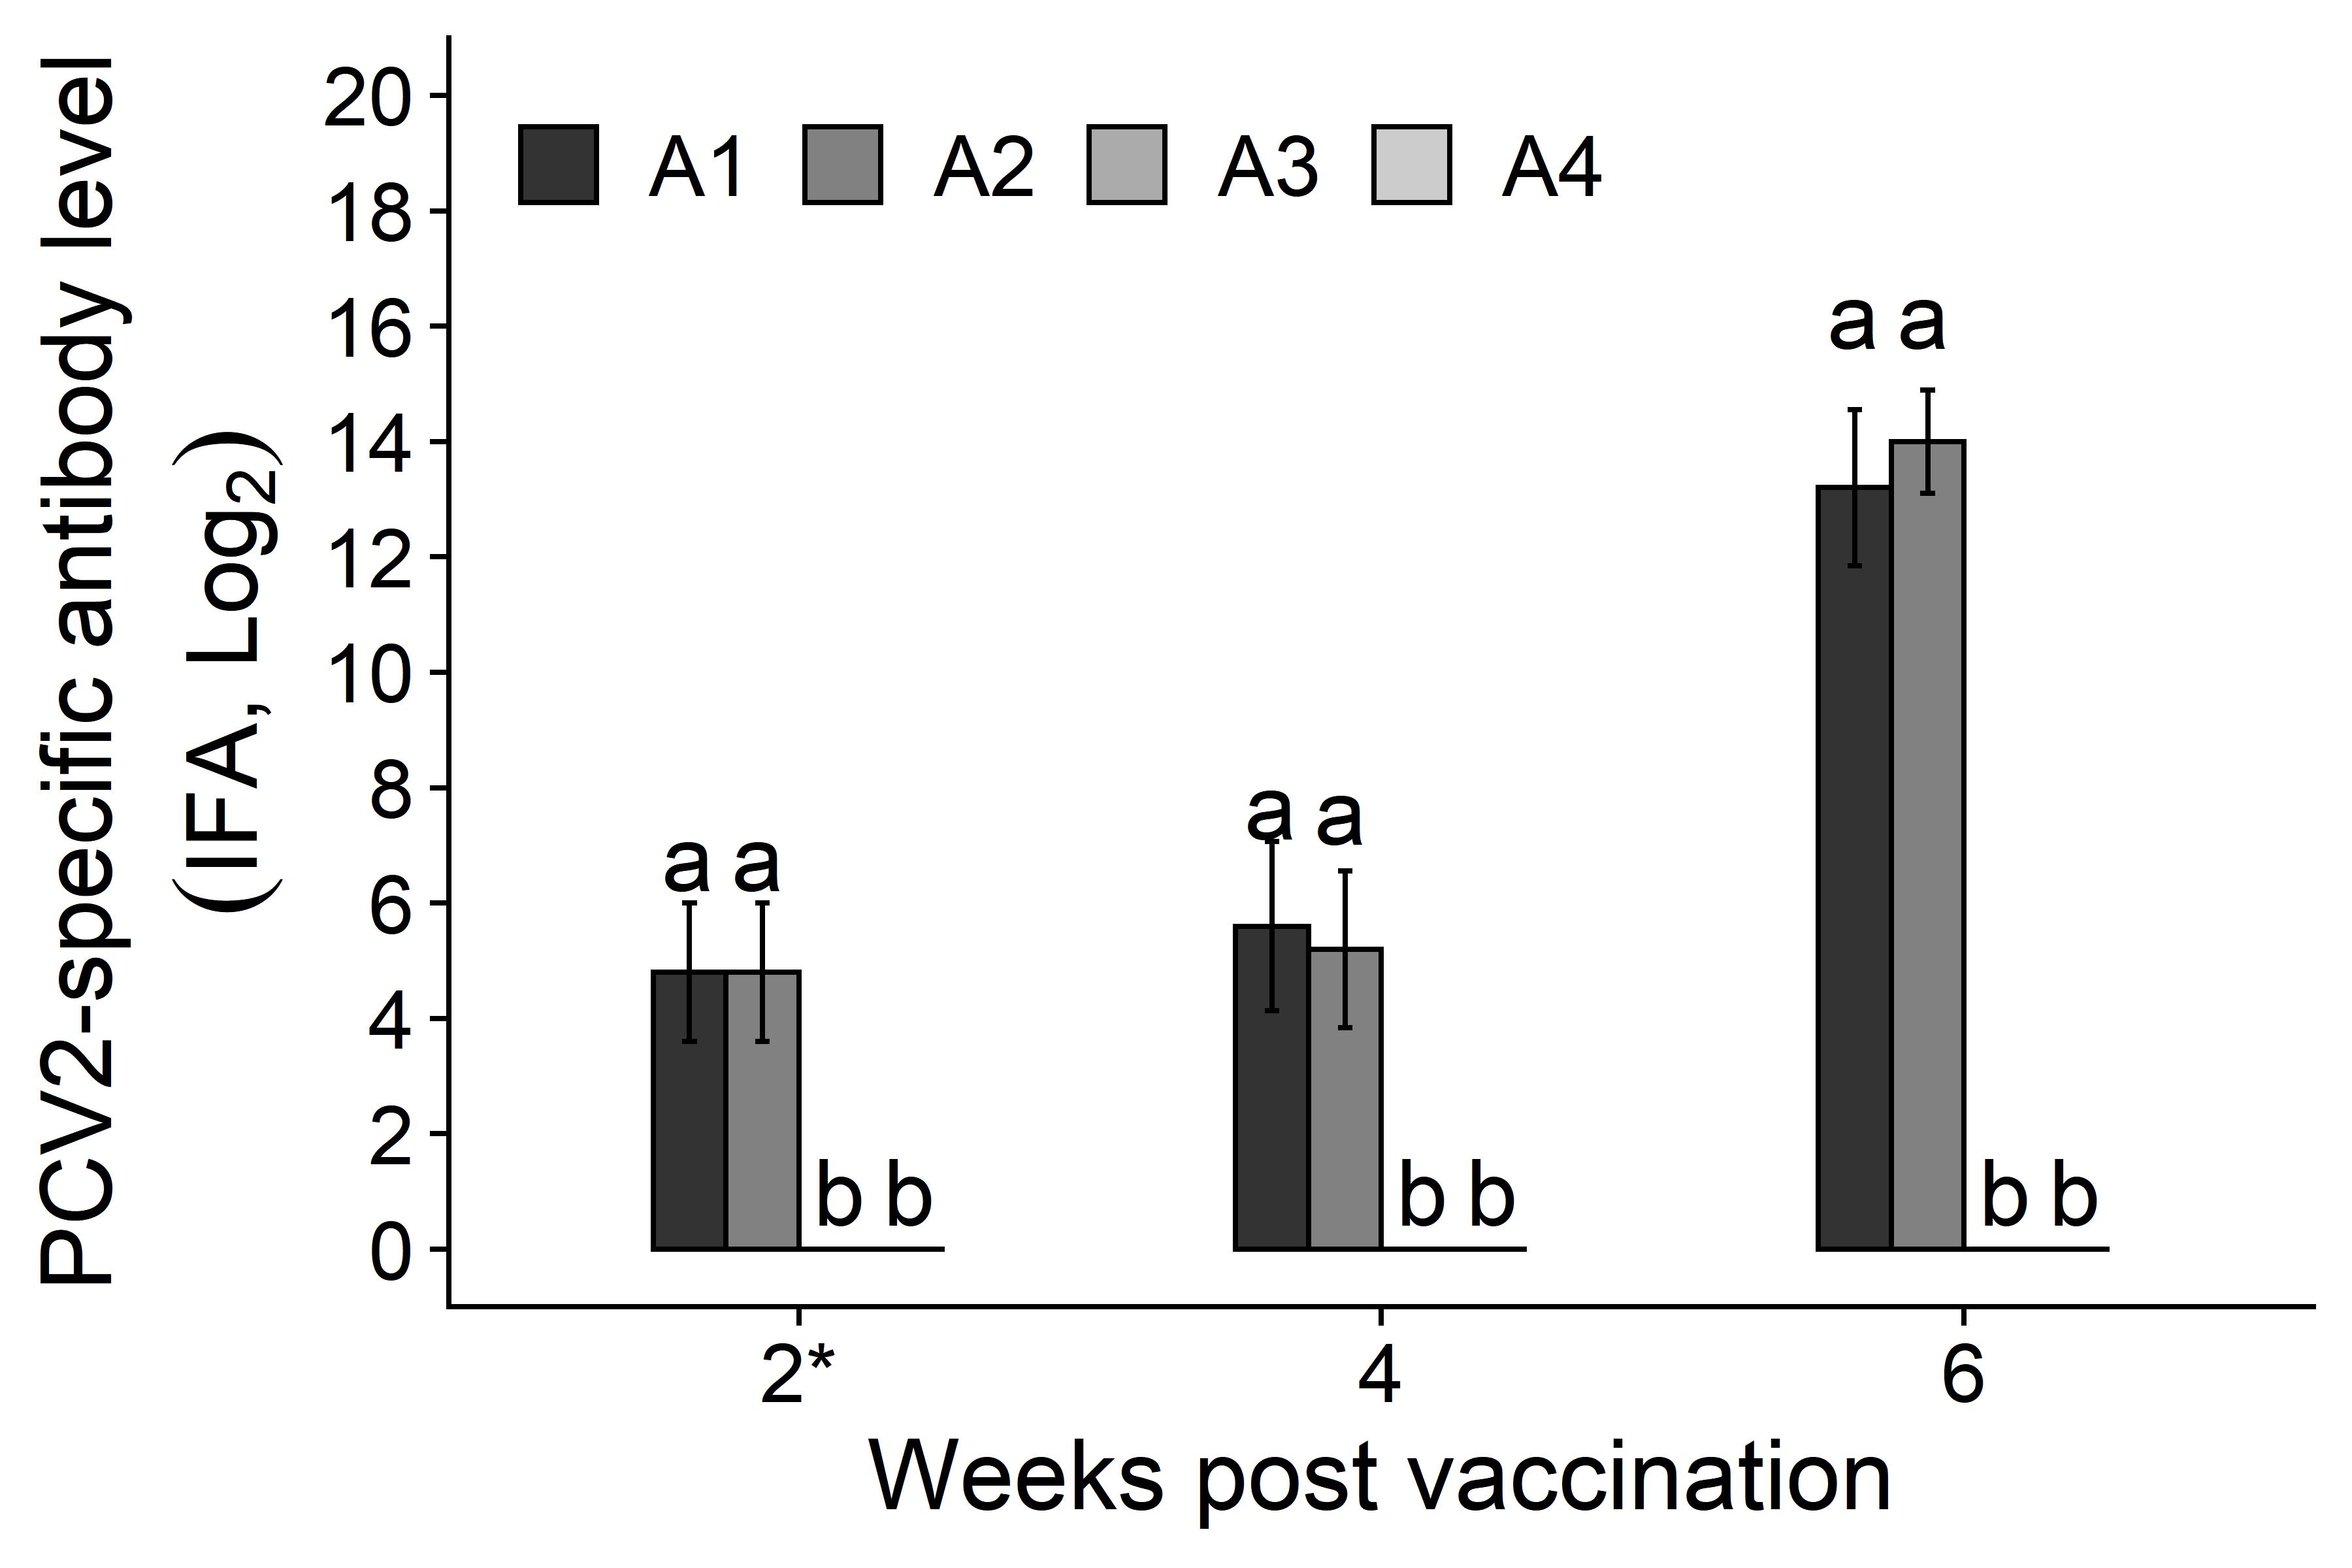 PCV2-specific antibody level
(IFA, Log₂)
20
18
16
14
12
10
8
6
4
2
0
A1 A2 A3 A4
a a b b
a a b b
a a b b
2* 4 6
Weeks post vaccination